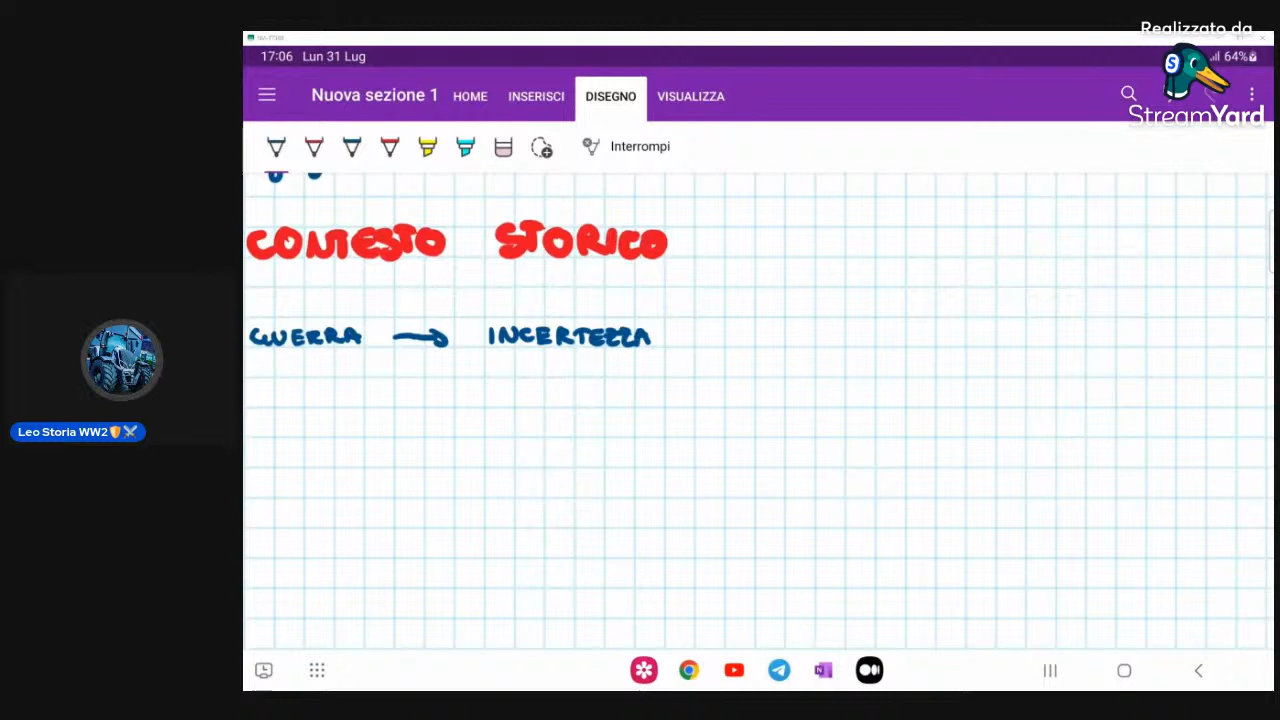 Realizzato da
StreamYard
17:06 Lun 31 Lug
64%
Nuova sezione 1 HOME INSERISCI DISEGNO VISUALIZZA
Interrompi
CONTESTO STORICO
GUERRA → INCERTEZZA
Leo Storia WW2🛡️⚔️